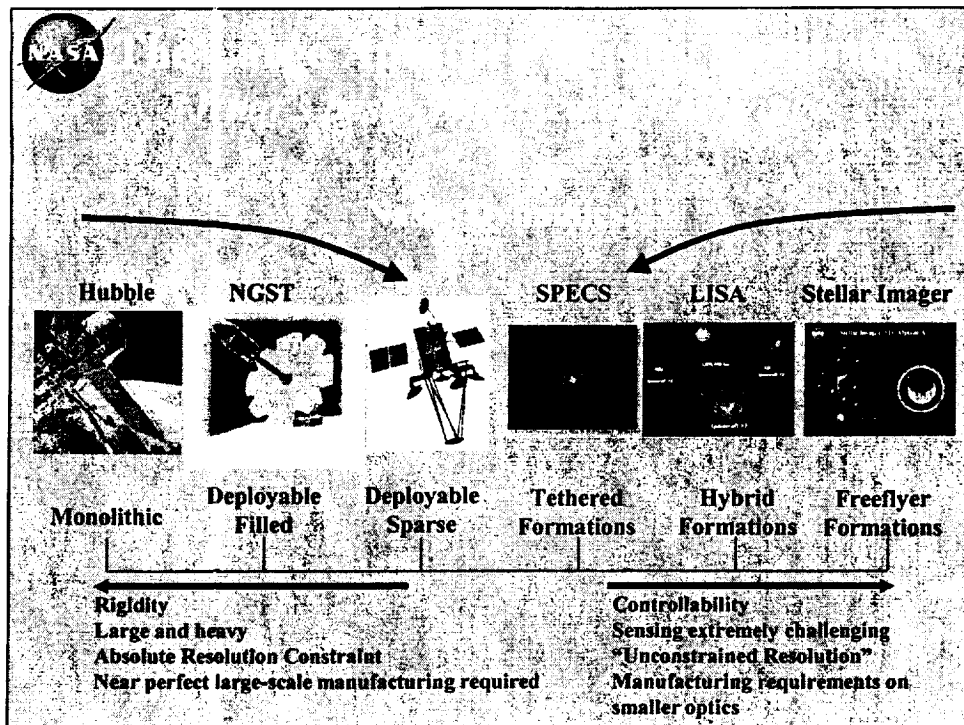 NASA
Hubble
NGST
SPECS
LISA
Stellar Imager
Monolithic
Deployable
Filled
Deployable
Sparse
Tethered
Formations
Hybrid
Formations
Freeflyer
Formations
Rigidity
Large and heavy
Absolute Resolution Constraint
Near perfect large-scale manufacturing required
Controllability
Sensing extremely challenging
“Unconstrained Resolution”
Manufacturing requirements on
smaller optics